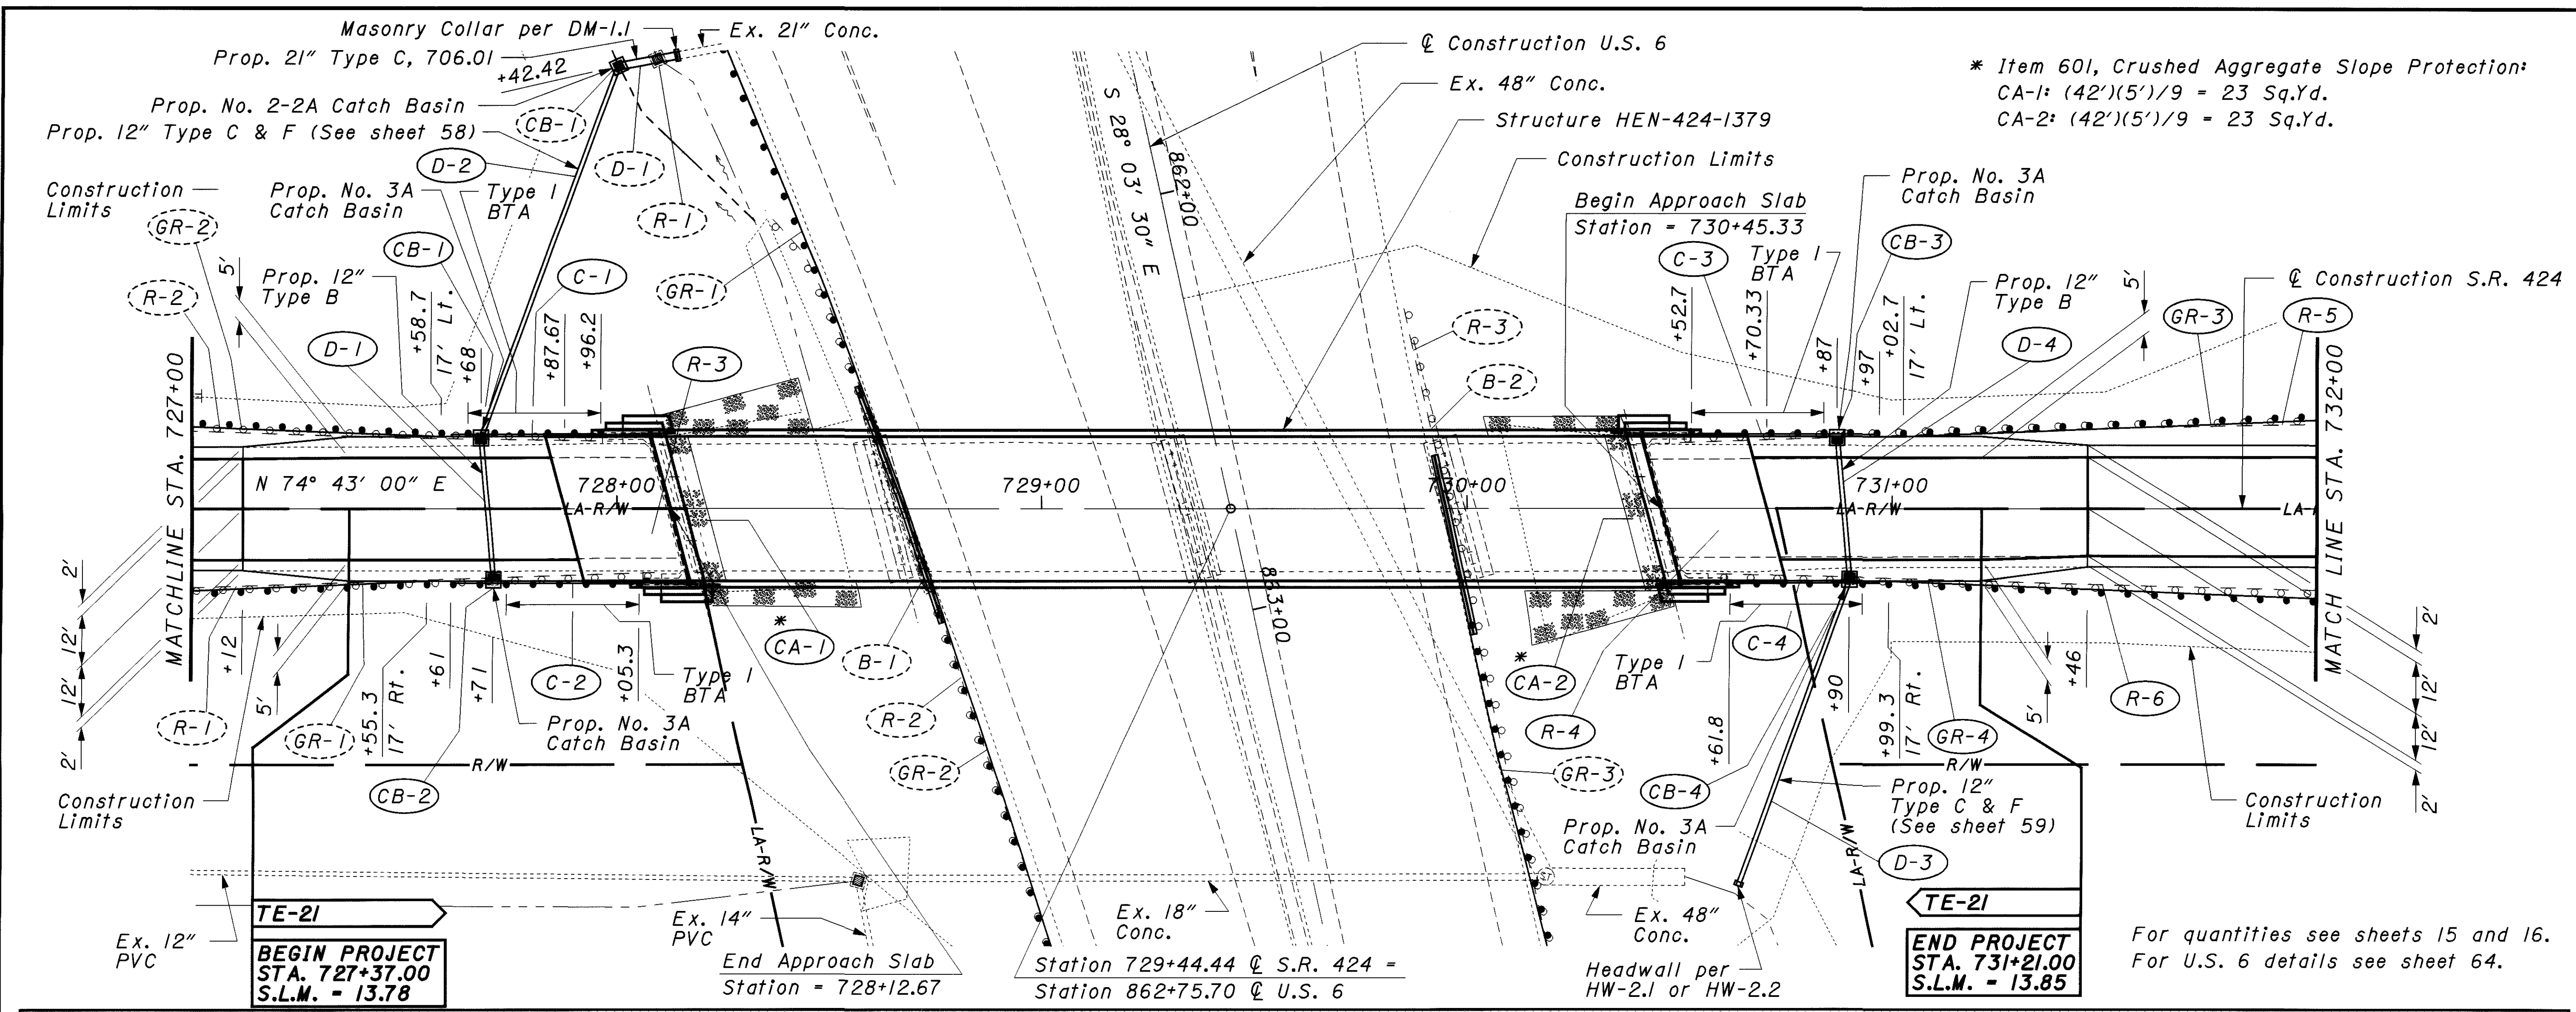 Masonry Collar per DM-1.1
Ex. 21" Conc.
Prop. 21" Type C, 706.01
+42.42
Prop. No. 2-2A Catch Basin
Prop. 12" Type C & F (See sheet 58)
CB-1
D-1
D-2
R-1
Construction
Limits
Prop. No. 3A
Catch Basin
Type 1
BTA
GR-2
CB-1
C-1
GR-1
5'
Prop. 12"
Type B
R-2
D-1
+58.7
17' Lt.
+68
+87.67
+96.2
R-3
℄ Construction U.S. 6
Ex. 48" Conc.
Structure HEN-424-1379
Construction Limits
S 28° 03' 30" E
862+00
Begin Approach Slab
Station = 730+45.33
* Item 601, Crushed Aggregate Slope Protection:
CA-1: (42')(5')/9 = 23 Sq.Yd.
CA-2: (42')(5')/9 = 23 Sq.Yd.
Prop. No. 3A
Catch Basin
CB-3
C-3
Type 1
BTA
R-3
B-2
+52.7
+70.33
+87
+97
+02.7
17' Lt.
Prop. 12"
Type B
D-4
5'
GR-3
R-5
℄ Construction S.R. 424
MATCHLINE STA. 727+00
N 74° 43' 00" E
728+00
LA-R/W
729+00
730+00
731+00
LA-R/W
LA-
MATCH LINE STA. 732+00
863+00
2'
12'
12'
2'
+12
5'
R-1
GR-1
+55.3
17' Rt.
+61
+71
C-2
+05.3
Type 1
BTA
*
CA-1
B-1
Prop. No. 3A
Catch Basin
CB-2
R/W
R-2
GR-2
Construction
Limits
LA-R/W
*
CA-2
Type 1
BTA
C-4
R-4
GR-3
+61.8
+90
+99.3
17' Rt.
GR-4
5'
+46
R-6
2'
12'
12'
2'
R/W
CB-4
Prop. No. 3A
Catch Basin
Prop. 12"
Type C & F
(See sheet 59)
D-3
LA-R/W
Construction
Limits
TE-21
BEGIN PROJECT
STA. 727+37.00
S.L.M. = 13.78
Ex. 12"
PVC
Ex. 14"
PVC
End Approach Slab
Station = 728+12.67
Ex. 18"
Conc.
Station 729+44.44 ℄ S.R. 424 =
Station 862+75.70 ℄ U.S. 6
Ex. 48"
Conc.
Headwall per
HW-2.1 or HW-2.2
TE-21
END PROJECT
STA. 731+21.00
S.L.M. = 13.85
For quantities see sheets 15 and 16.
For U.S. 6 details see sheet 64.